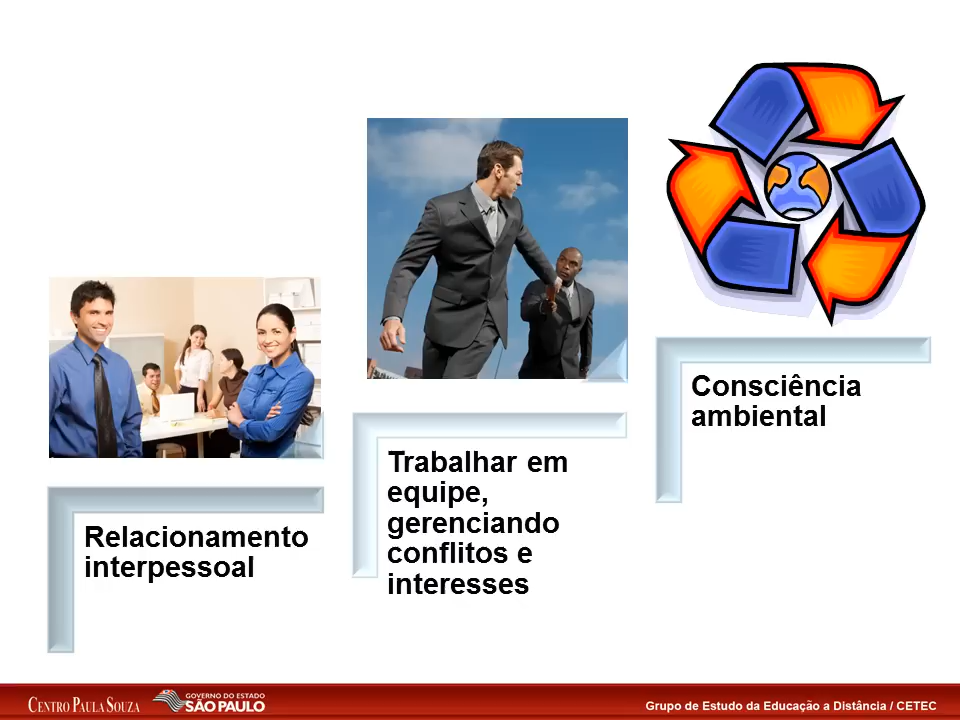 Relacionamento
interpessoal
Trabalhar em
equipe,
gerenciando
conflitos e
interesses
Consciência
ambiental
CENTRO PAULA SOUZA
GOVERNO DO ESTADO
SÃO PAULO
Grupo de Estudo da Educação a Distância / CETEC